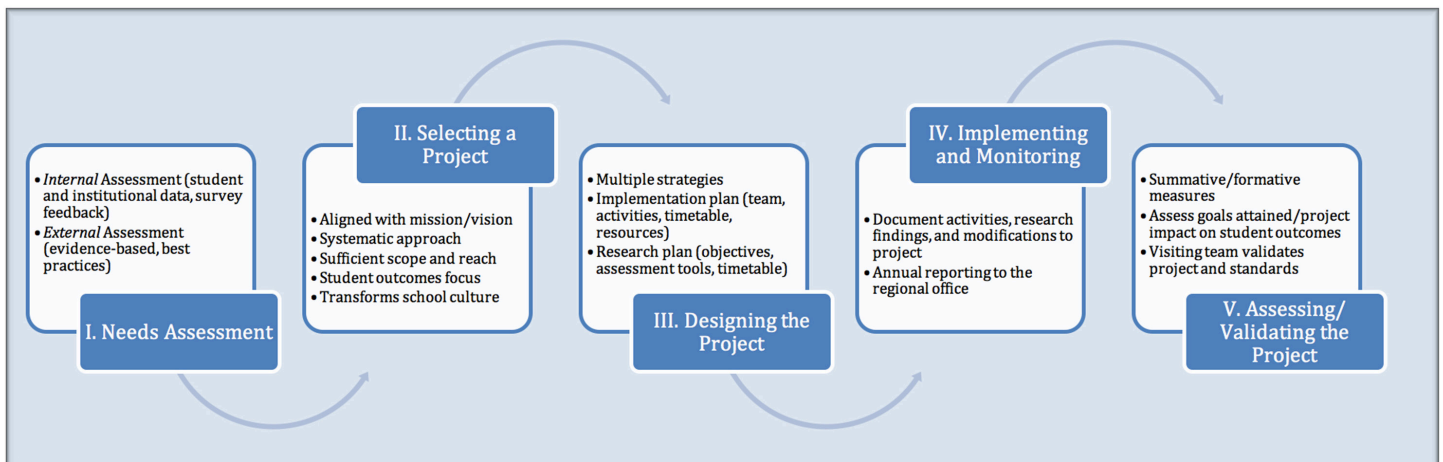 • Internal Assessment (student
and institutional data, survey
feedback)
• External Assessment
(evidence-based, best
practices)
I. Needs Assessment
II. Selecting a
Project
• Aligned with mission/vision
• Systematic approach
• Sufficient scope and reach
• Student outcomes focus
• Transforms school culture
• Multiple strategies
• Implementation plan (team,
activities, timetable,
resources)
• Research plan (objectives,
assessment tools, timetable)
III. Designing the
Project
IV. Implementing
and Monitoring
• Document activities, research
findings, and modifications to
project
• Annual reporting to the
regional office
• Summative/formative
measures
• Assess goals attained/project
impact on student outcomes
• Visiting team validates
project and standards
V. Assessing/
Validating the
Project